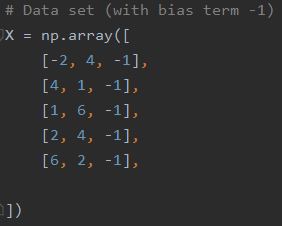 # Data set (with bias term -1)
X = np.array([
[-2, 4, -1],
[4, 1, -1],
[1, 6, -1],
[2, 4, -1],
[6, 2, -1],
])